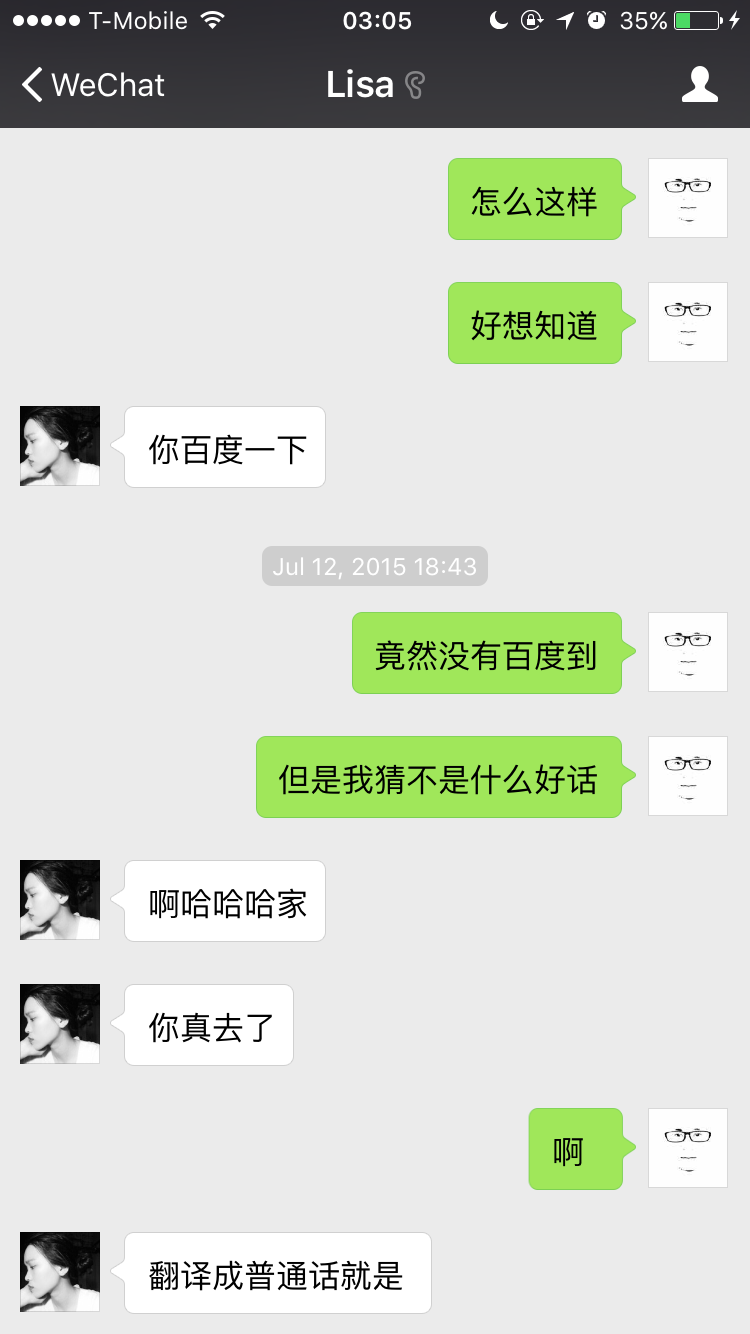 T-Mobile 03:05 35%
WeChat Lisa
怎么这样
好想知道
你百度一下
Jul 12, 2015 18:43
竟然没有百度到
但是我猜不是什么好话
啊哈哈哈家
你真去了
啊
翻译成普通话就是